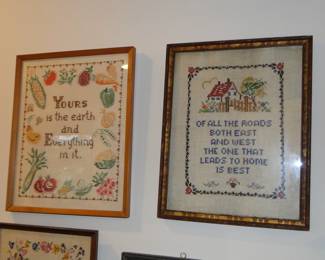 YOURS
is the earth
and
Everything
in it.
OF ALL THE ROADS
BOTH EAST
AND WEST
THE ONE THAT
LEADS TO HOME
IS BEST